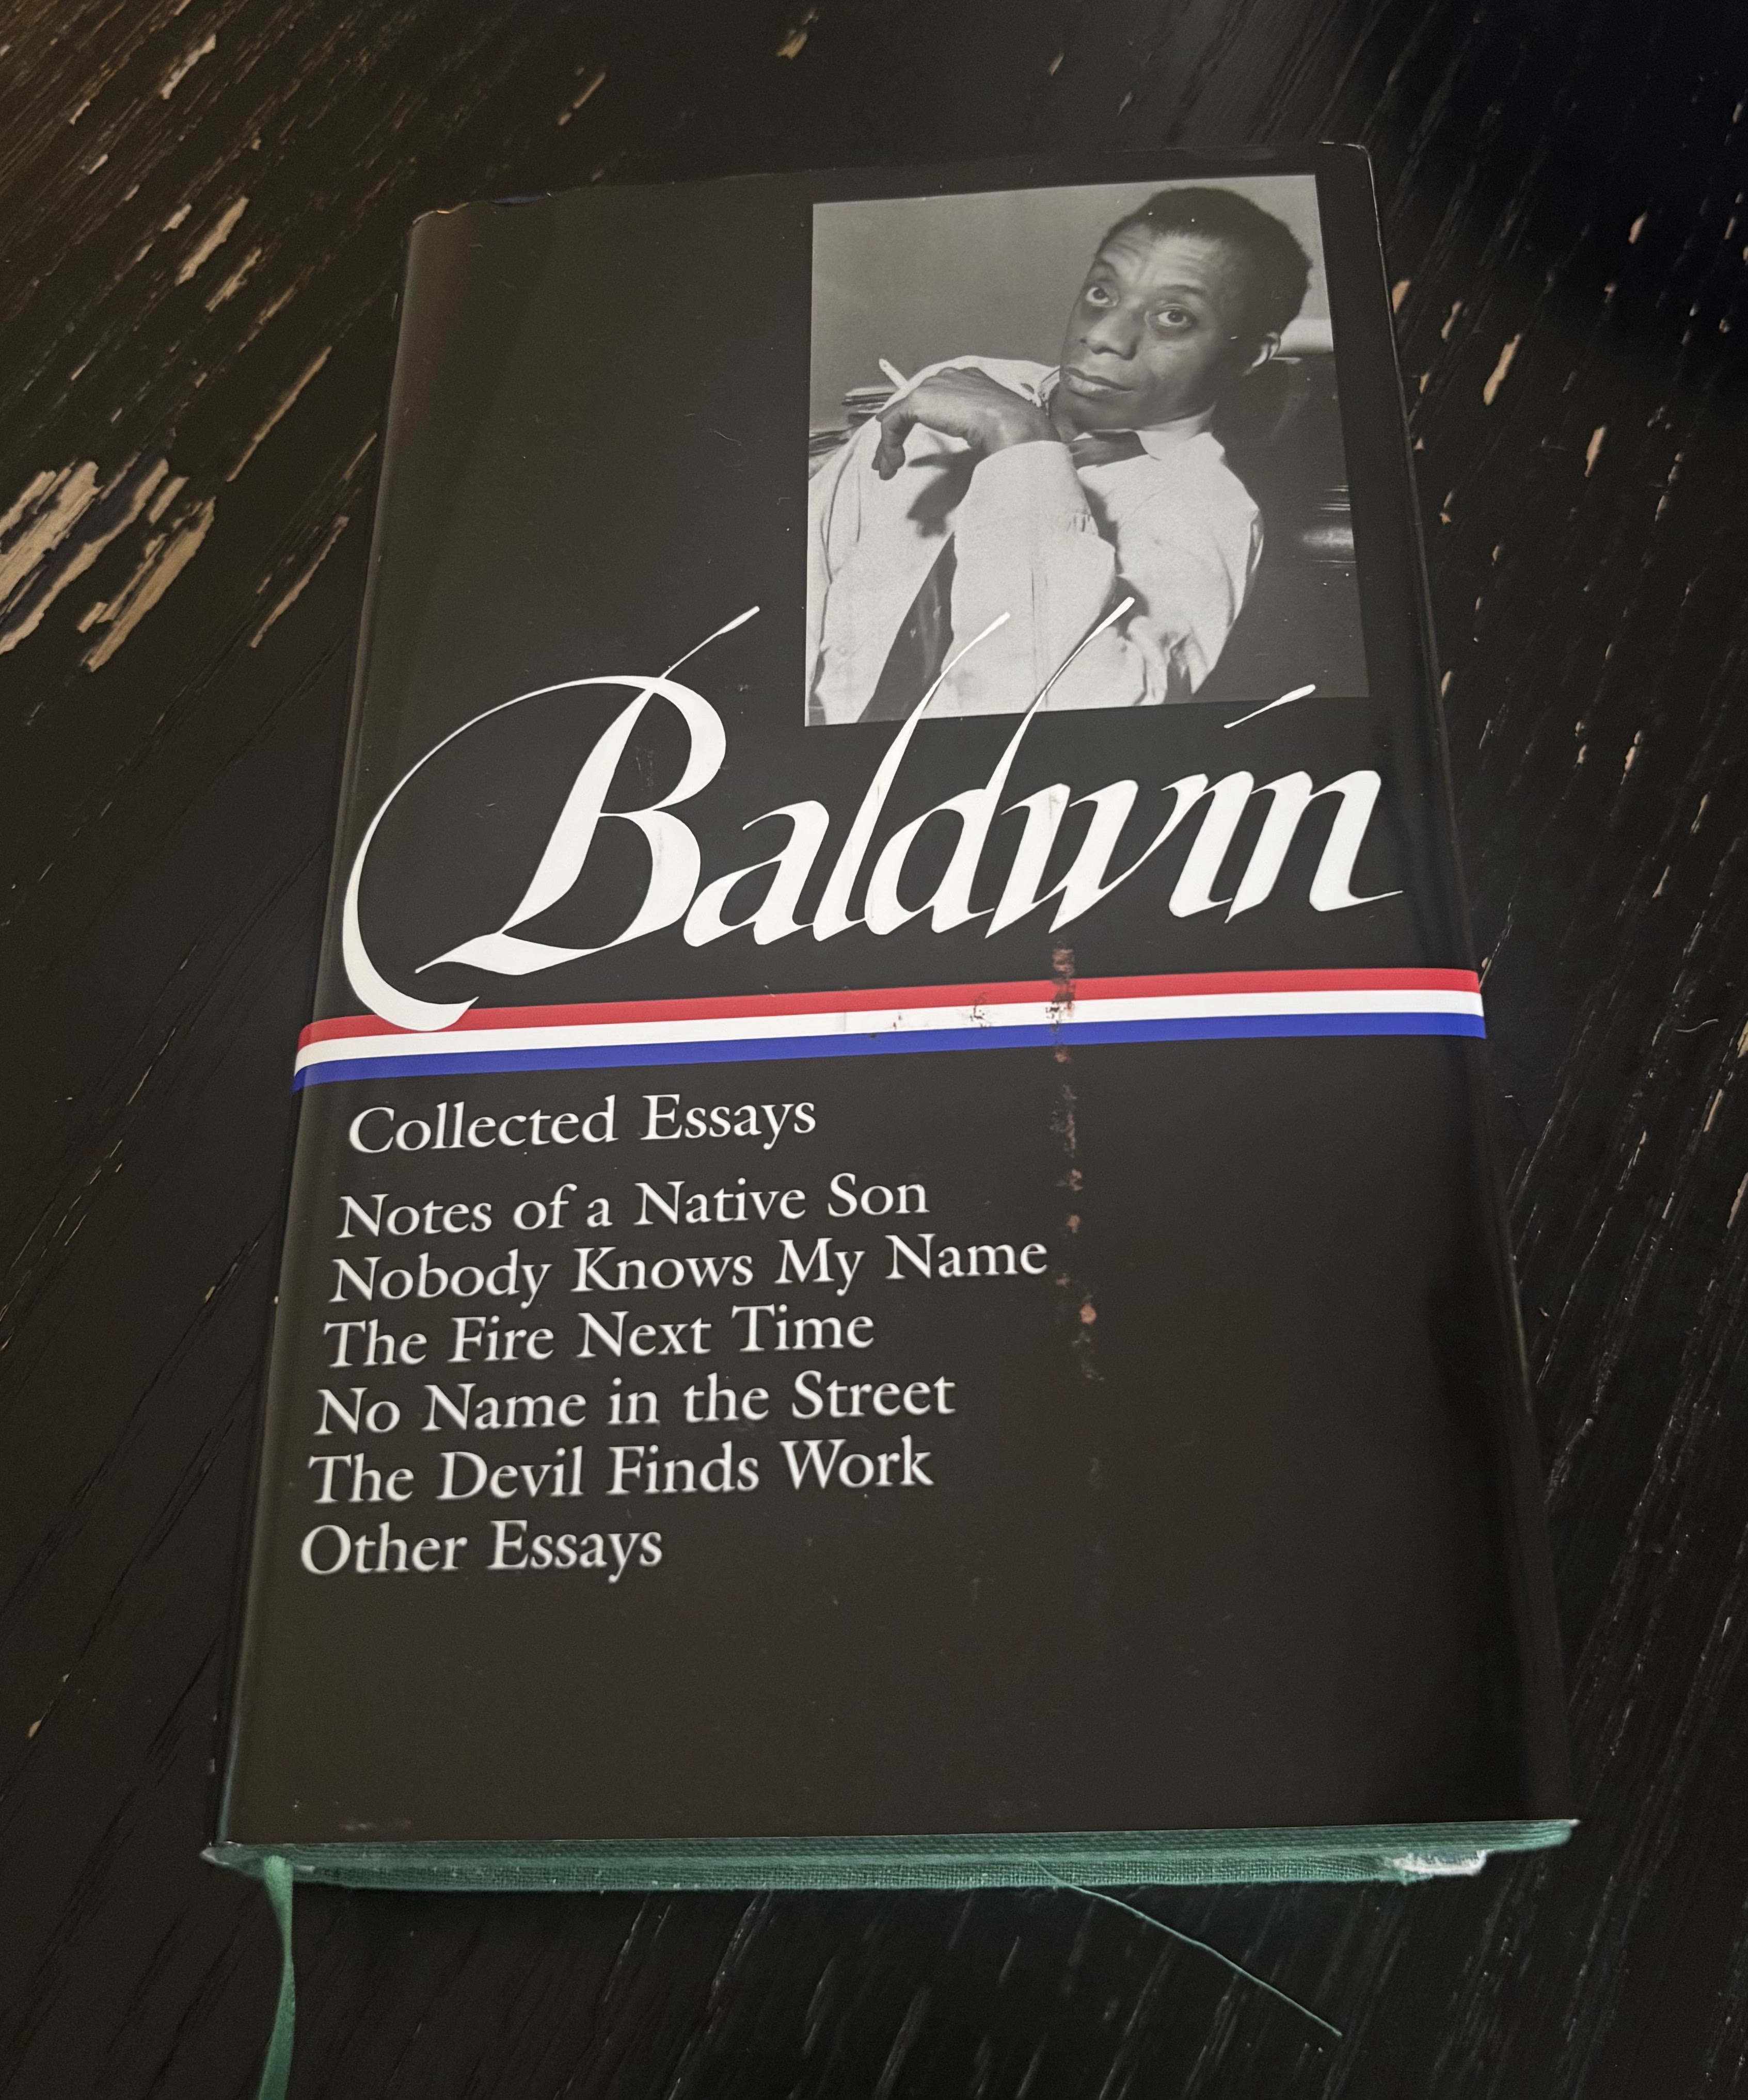 Baldwin
Collected Essays
Notes of a Native Son
Nobody Knows My Name
The Fire Next Time
No Name in the Street
The Devil Finds Work
Other Essays